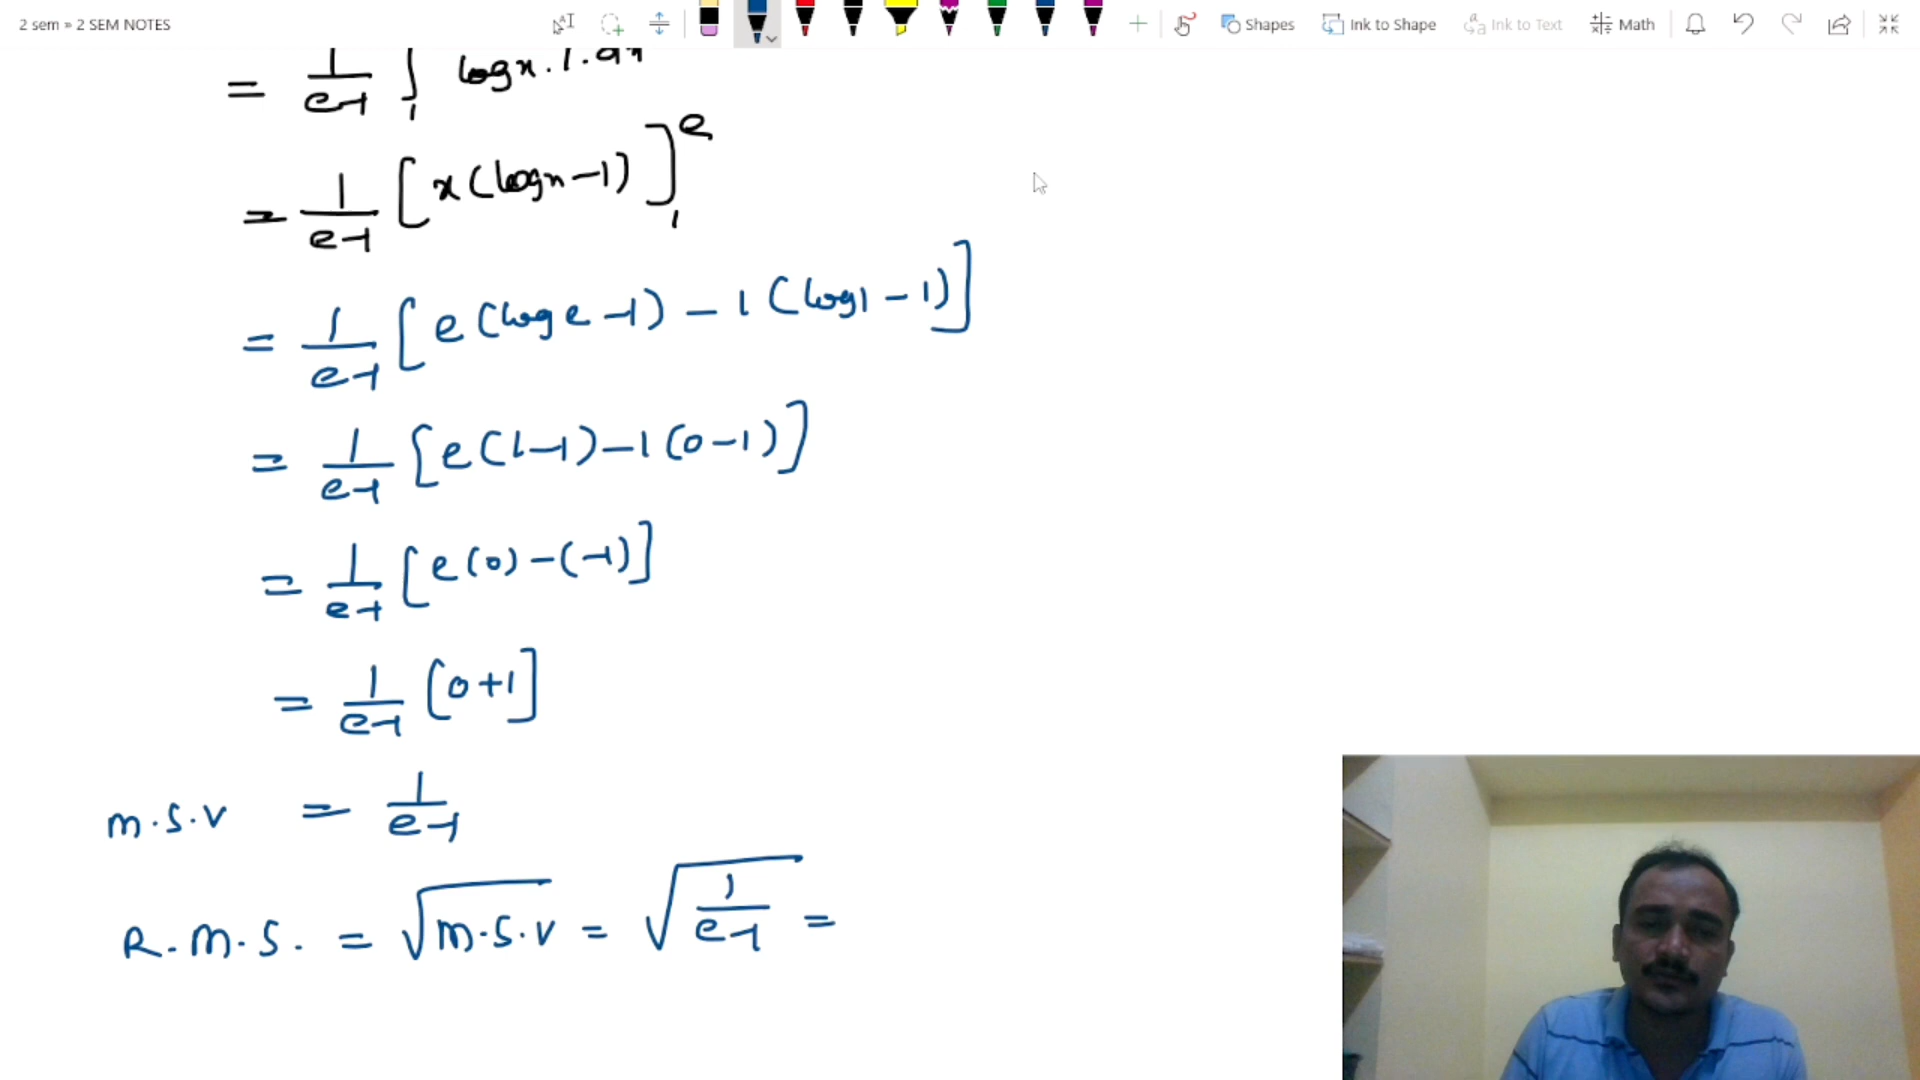 2 sem » 2 SEM NOTES Shapes Ink to Shape Ink to Text Math
= 1/e-1 ∫₁ logx.1.dx
= 1/e-1 [x(logx-1)]₁ᵉ
= 1/e-1 [e(loge-1)-1(log1-1)]
= 1/e-1 [e(1-1)-1(0-1)]
= 1/e-1 [e(0)-(-1)]
= 1/e-1 [0+1]
m.s.v = 1/e-1
R.m.s. = √m.s.v = √1/e-1 =